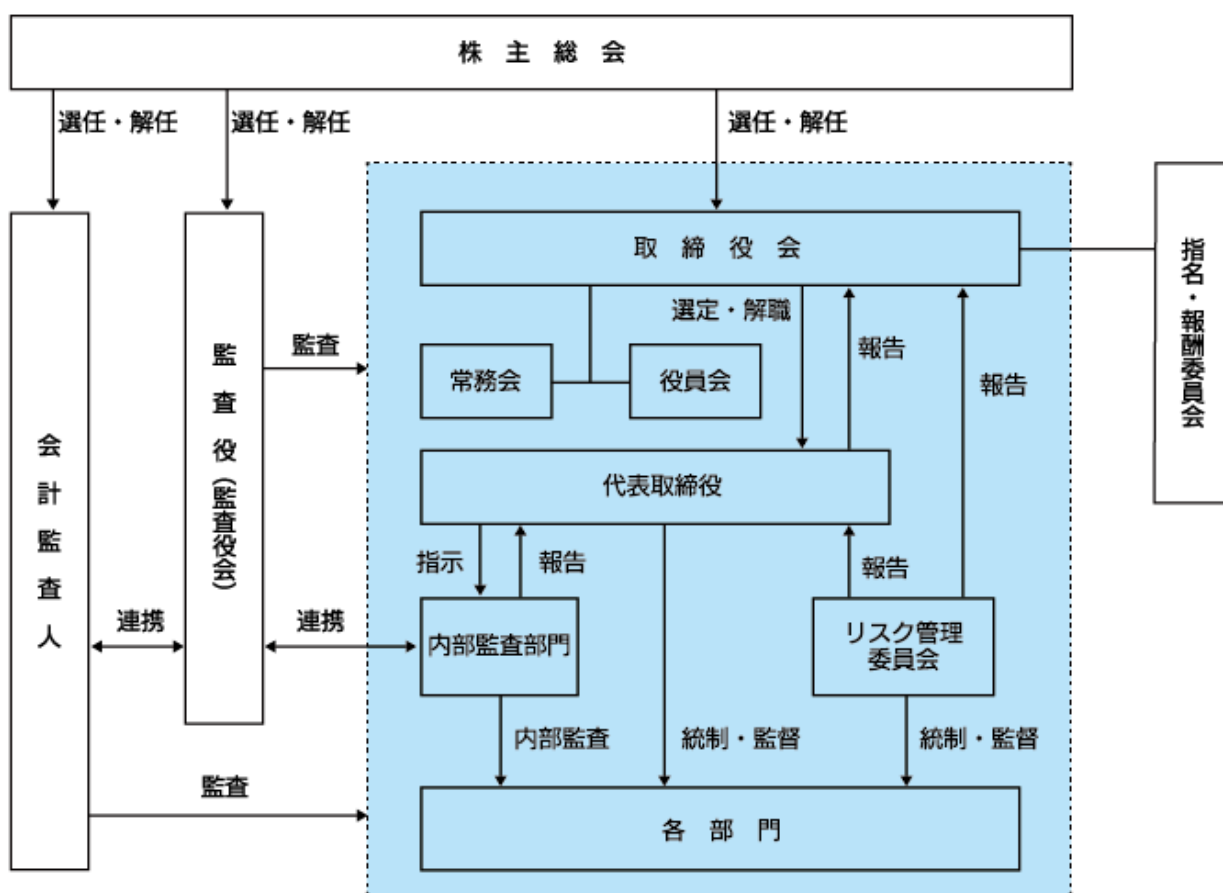 株主総会
選任・解任
選任・解任
選任・解任
取締役会
指名・報酬委員会
選定・解職
報告
報告
監査
常務会
役員会
監査役(監査役会)
会計監査人
代表取締役
指示
報告
報告
連携
連携
内部監査部門
リスク管理
委員会
内部監査
統制・監督
統制・監督
監査
各部門